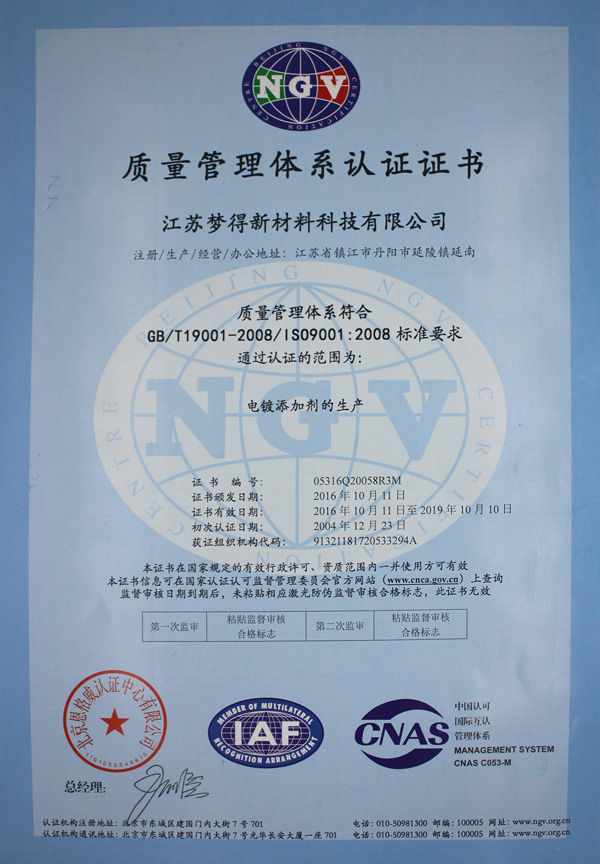 BEIJING NGV CERTIFICATION CENTRE
NGV
质量管理体系认证证书
江苏梦得新材料科技有限公司
注册/生产/经营/办公地址：江苏省镇江市丹阳市延陵镇延南
BEIJING NGV CERTIFICATION CENTRE
NGV
质量管理体系符合
GB/T19001-2008/ISO9001:2008 标准要求
通过认证的范围为：
电镀添加剂的生产
证书编号： 05316Q20058R3M
证书颁发日期： 2016 年 10 月 11 日
证书有效日期： 2016 年 10 月 11 日至 2019 年 10 月 10 日
初次认证日期： 2004 年 12 月 23 日
获证组织机构代码： 91321181720533294A
本证书在国家规定的有效行政许可、资质范围内一并使用方可有效
本证书信息可在国家认证认可监督管理委员会官方网站（www.cnca.gov.cn）上查询
监督审核日期到期后，未粘贴相应激光防伪监督审核合格标志，此证书无效
第一次监审 粘贴监督审核合格标志 第二次监审 粘贴监督审核合格标志
北京恩格威认证中心有限公司
MEMBER OF MULTILATERAL
IAF
RECOGNITION ARRANGEMENT
CNAS
中国认可
国际互认
管理体系
MANAGEMENT SYSTEM
CNAS C053-M
总经理：
认证机构注册地址：北京市东城区建国门内大街 7 号 701 电话：010-50981300 邮编：100005 网址：www.ngv.org.cn
认证机构通讯地址：北京市东城区建国门内大街 7 号光华长安大厦一座 701 电话：010-50981300 邮编：100005 网址：www.ngv.org.cn